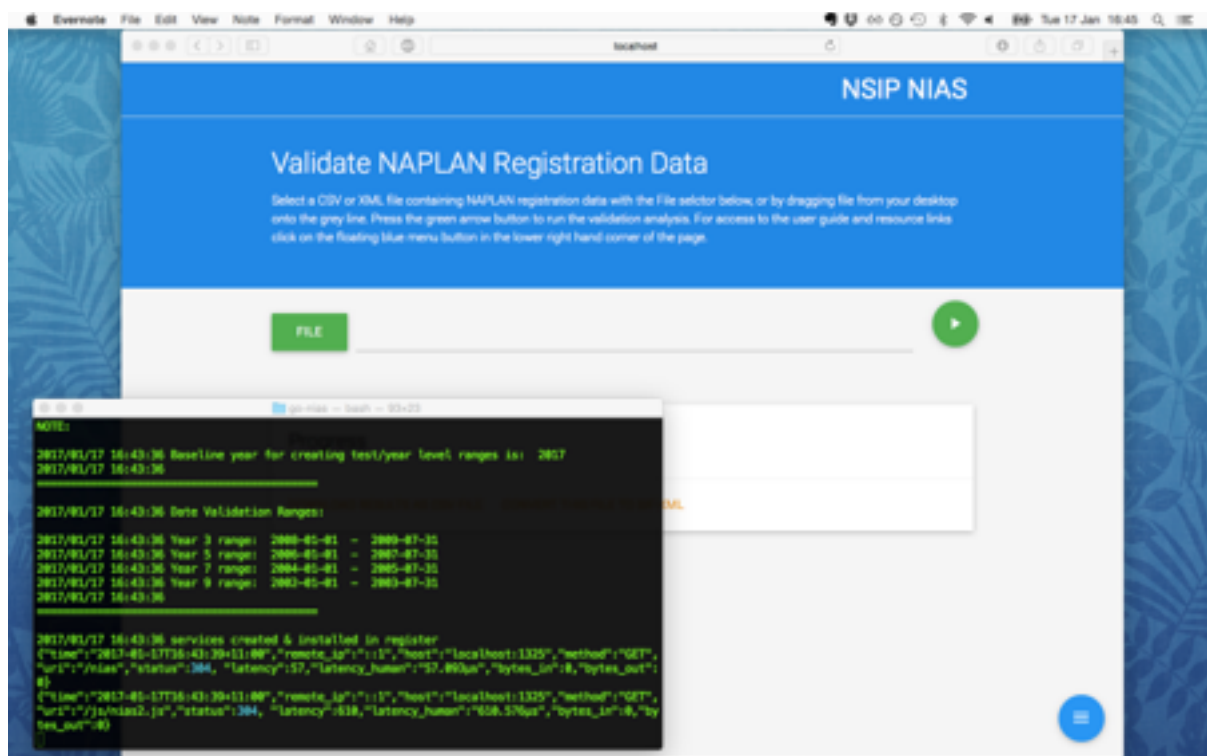 Evernote File Edit View Note Format Window Help Tue 17 Jan 16:45
localhost
NSIP NIAS
Validate NAPLAN Registration Data
Select a CSV or XML file containing NAPLAN registration data with the File selctor below, or by dragging file from your desktop
onto the grey line. Press the green arrow button to run the validation analysis. For access to the user guide and resource links
click on the floating blue menu button in the lower right hand corner of the page.
FILE
go-nias — bash — 93×23
NOTE:
Progress
2017/01/17 16:43:36 Baseline year for creating test/year level ranges is: 2017
2017/01/17 16:43:36
2017/01/17 16:43:36 Date Validation Ranges:
XML
2017/01/17 16:43:36 Year 3 range: 2008-01-01 - 2009-07-31
2017/01/17 16:43:36 Year 5 range: 2006-01-01 - 2007-07-31
2017/01/17 16:43:36 Year 7 range: 2004-01-01 - 2005-07-31
2017/01/17 16:43:36 Year 9 range: 2002-01-01 - 2003-07-31
2017/01/17 16:43:36
2017/01/17 16:43:36 services created & installed in register
{"time":"2017-01-17T16:43:39+11:00","remote_ip":"::1","host":"localhost:1325","method":"GET",
"uri":"/nias","status":304, "latency":57,"latency_human":"57.093µs","bytes_in":0,"bytes_out":
0}
{"time":"2017-01-17T16:43:39+11:00","remote_ip":"::1","host":"localhost:1325","method":"GET",
"uri":"/js/nias2.js","status":304, "latency":610,"latency_human":"610.576µs","bytes_in":0,"by
tes_out":0}